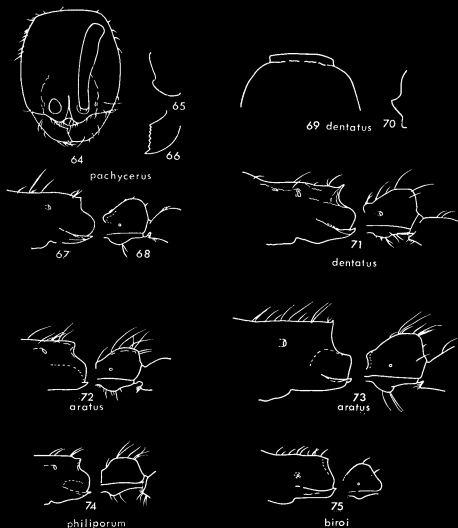 64
65
66
pachycerus
69 dentatus
70
67
68
71
dentatus
72
aratus
73
aratus
74
philiporum
75
biroi